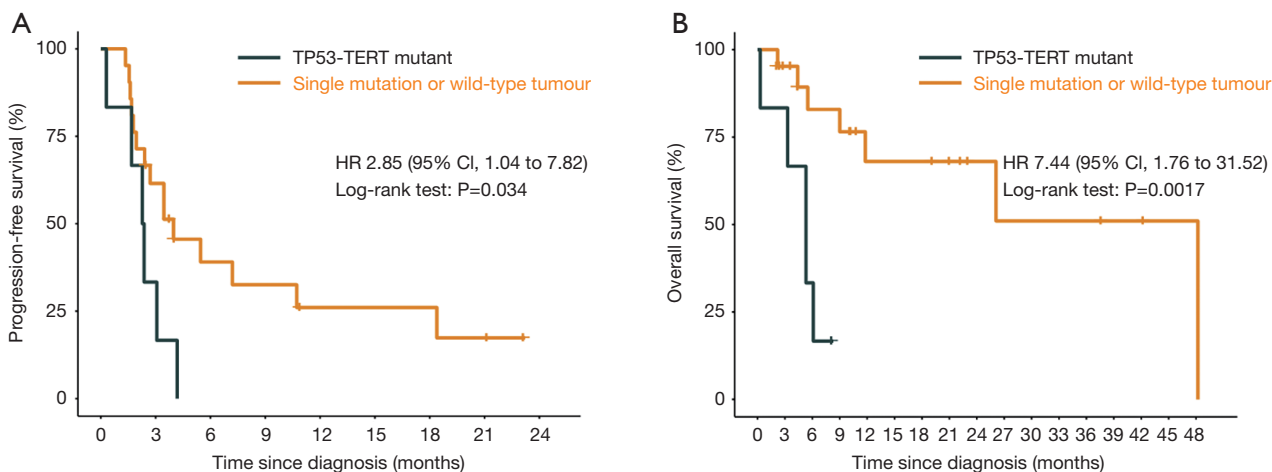 A
100
75
50
25
0
Progression-free survival (%)
TP53-TERT mutant
Single mutation or wild-type tumour
HR 2.85 (95% CI, 1.04 to 7.82)
Log-rank test: P=0.034
0 3 6 9 12 15 18 21 24
Time since diagnosis (months)
B
100
75
50
25
0
Overall survival (%)
TP53-TERT mutant
Single mutation or wild-type tumour
HR 7.44 (95% CI, 1.76 to 31.52)
Log-rank test: P=0.0017
0 3 6 9 12 15 18 21 24 27 30 33 36 39 42 45 48
Time since diagnosis (months)